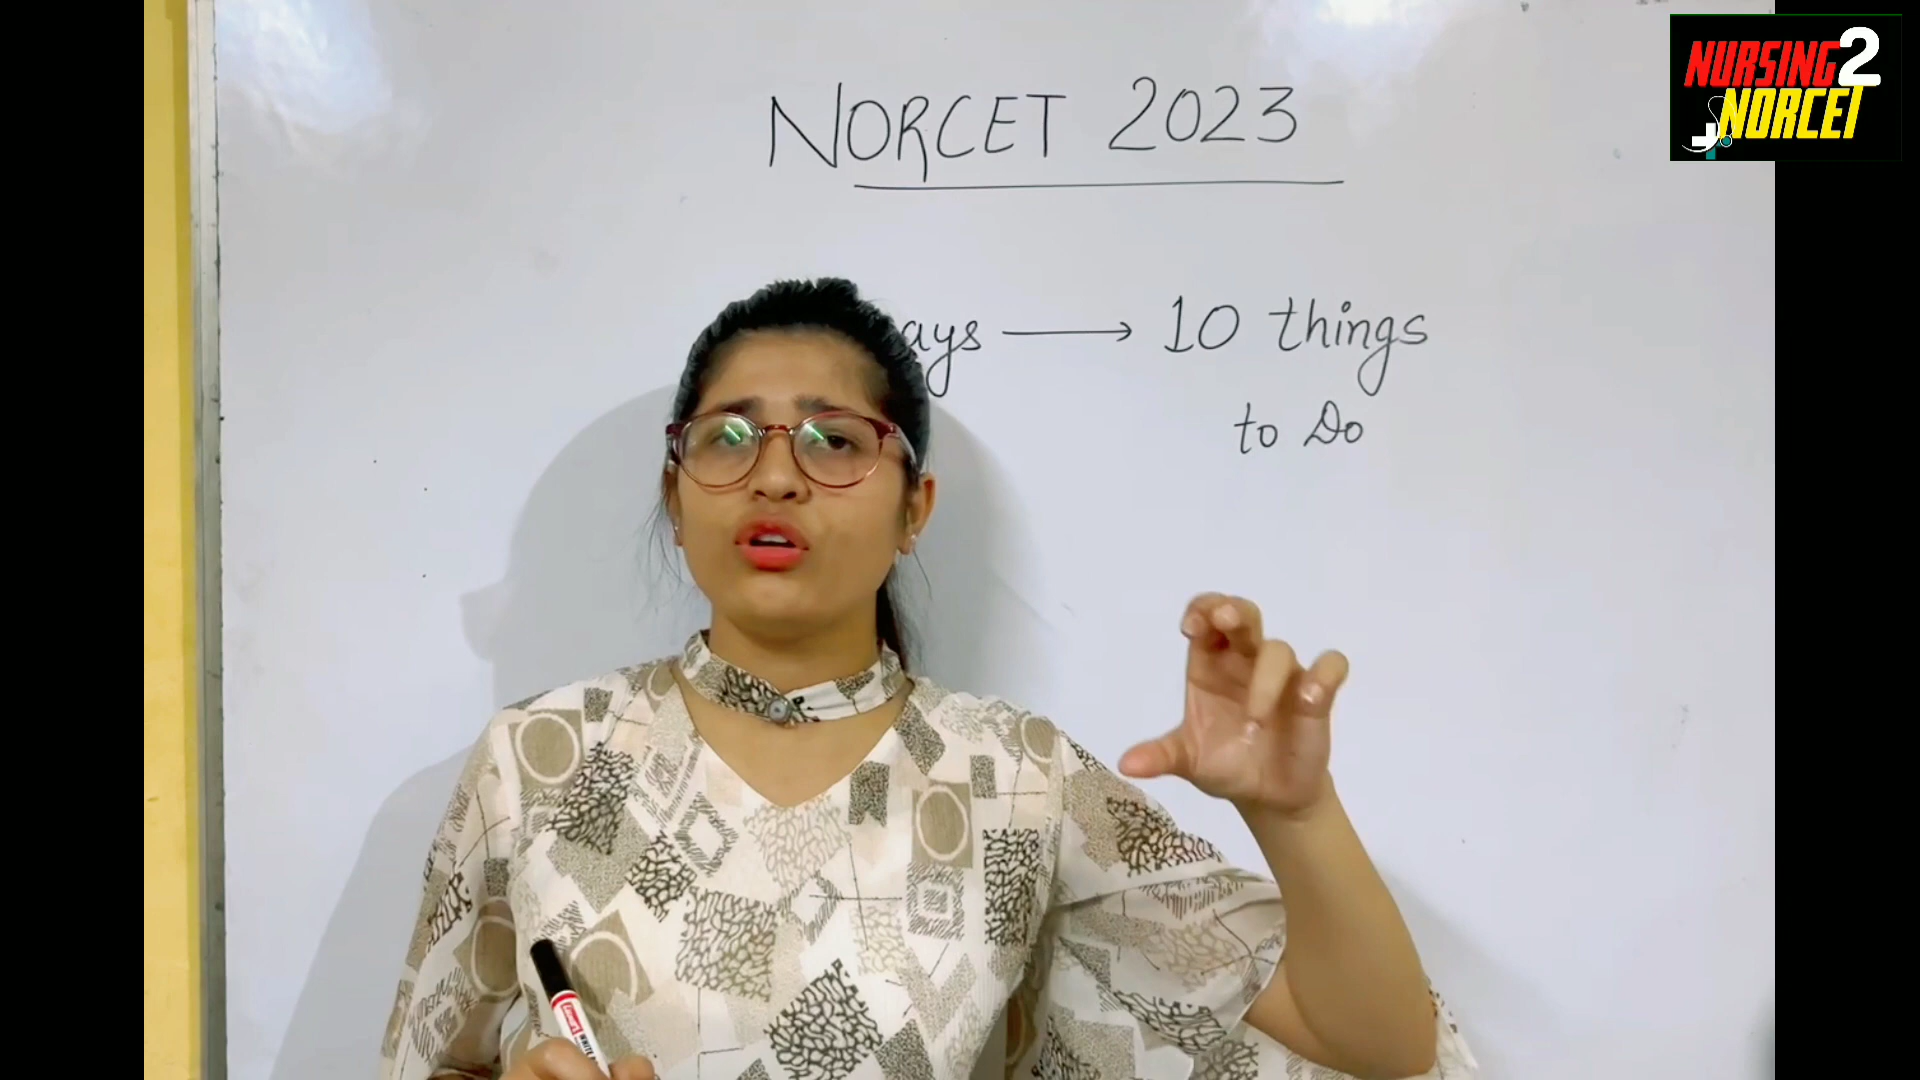 NURSING2
NORCET
NORCET 2023
ays ⟶ 10 things
to Do